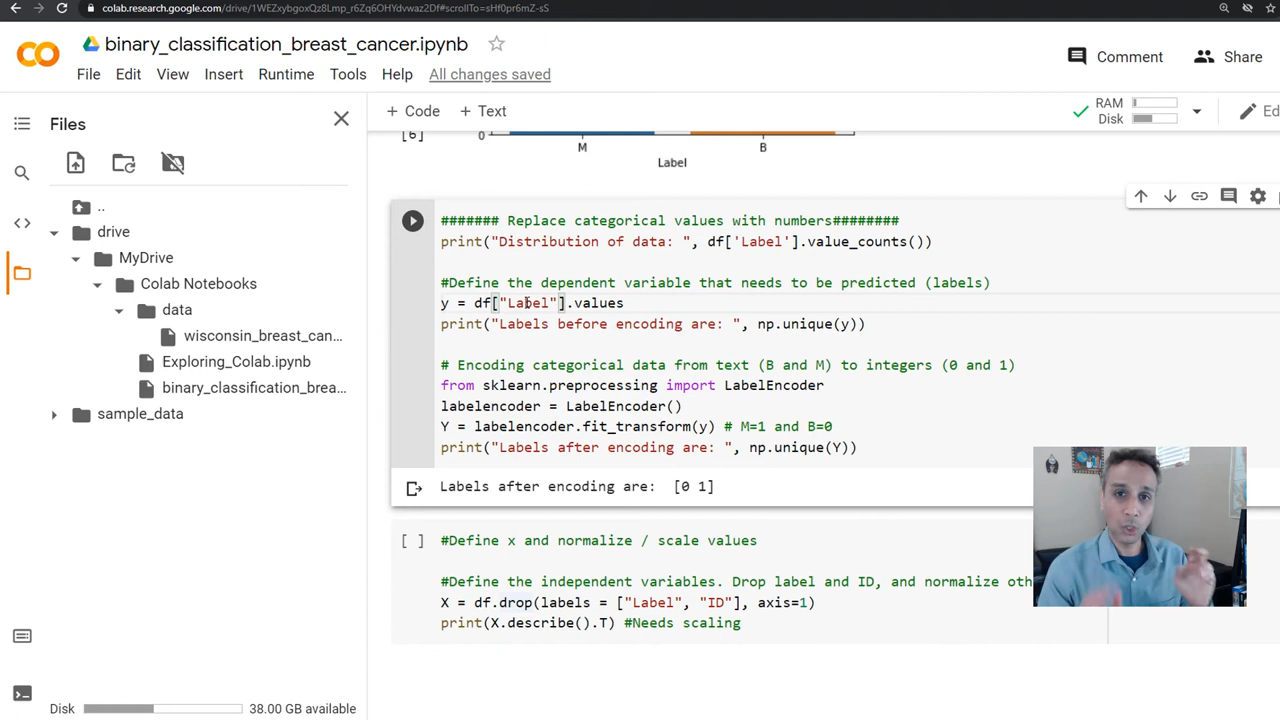 colab.research.google.com/drive/1WEZxybgoxQz8Lmp_r6Zq6OHYdvwaz2Df#scrollTo=sHf0pr6mZ-sS
binary_classification_breast_cancer.ipynb
File Edit View Insert Runtime Tools Help All changes saved
Comment Share
Files
+ Code + Text
RAM
Disk
Ed
[6]
0
M B
Label
..
drive
MyDrive
Colab Notebooks
data
wisconsin_breast_can...
Exploring_Colab.ipynb
binary_classification_brea...
sample_data
####### Replace categorical values with numbers########
print("Distribution of data: ", df['Label'].value_counts())
#Define the dependent variable that needs to be predicted (labels)
y = df["Label"].values
print("Labels before encoding are: ", np.unique(y))
# Encoding categorical data from text (B and M) to integers (0 and 1)
from sklearn.preprocessing import LabelEncoder
labelencoder = LabelEncoder()
Y = labelencoder.fit_transform(y) # M=1 and B=0
print("Labels after encoding are: ", np.unique(Y))
Labels after encoding are: [0 1]
[ ]
#Define x and normalize / scale values
#Define the independent variables. Drop label and ID, and normalize oth
X = df.drop(labels = ["Label", "ID"], axis=1)
print(X.describe().T) #Needs scaling
Disk 38.00 GB available